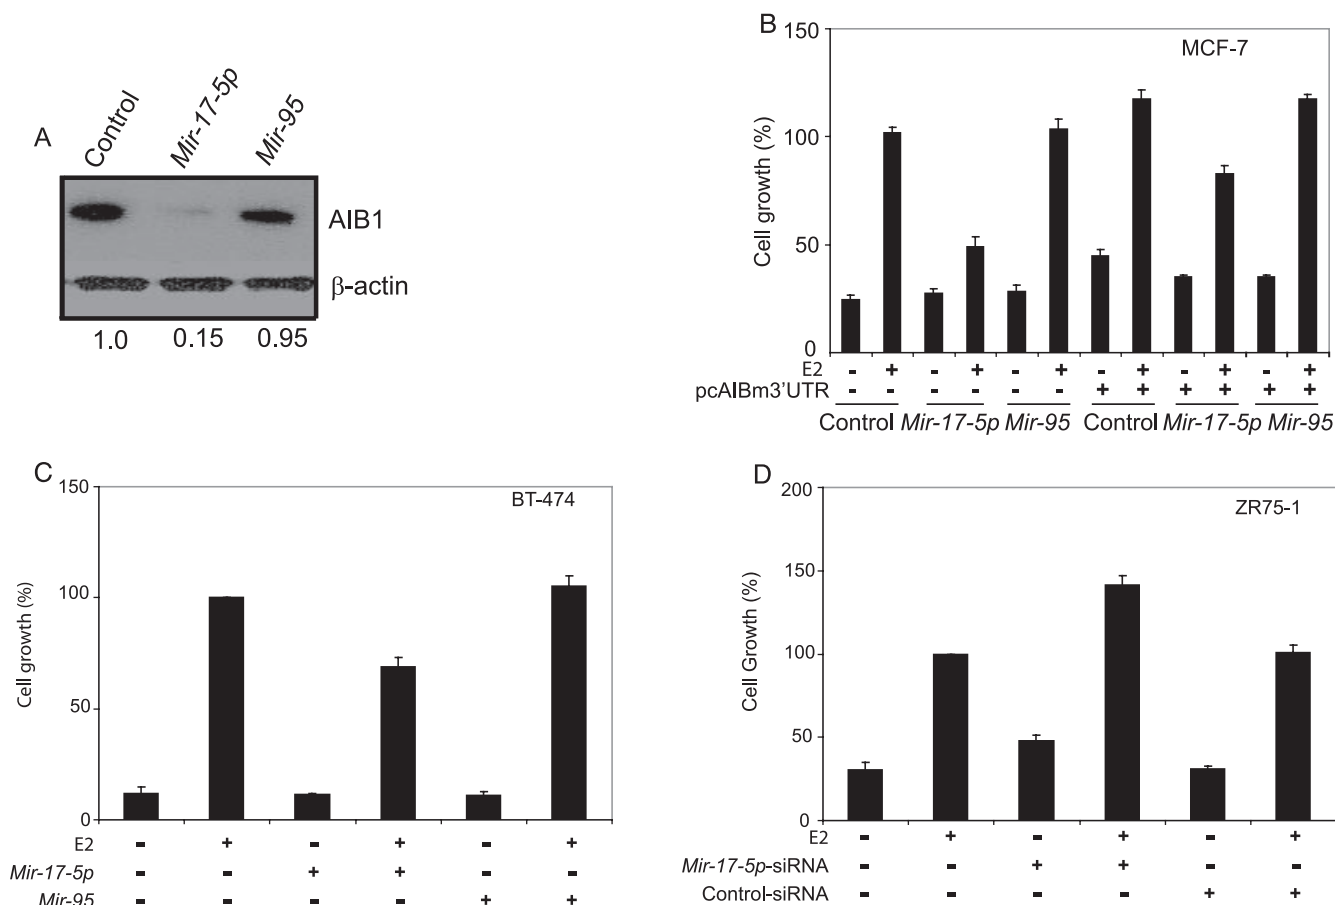 A
Control
Mir-17-5p
Mir-95
AIB1
β-actin
1.0 0.15 0.95
B
MCF-7
Cell growth (%)
150
100
50
0
E2 - + - + - + - + - + - +
pcAIBm3'UTR - - - - - - + + + + + +
Control Mir-17-5p Mir-95 Control Mir-17-5p Mir-95
C
BT-474
Cell growth (%)
150
100
50
0
E2 - + - + - +
Mir-17-5p - - + + - -
Mir-95 - - - - + +
D
ZR75-1
Cell Growth (%)
200
150
100
50
0
E2 - + - + - +
Mir-17-5p-siRNA - - + + - -
Control-siRNA - - - - + +